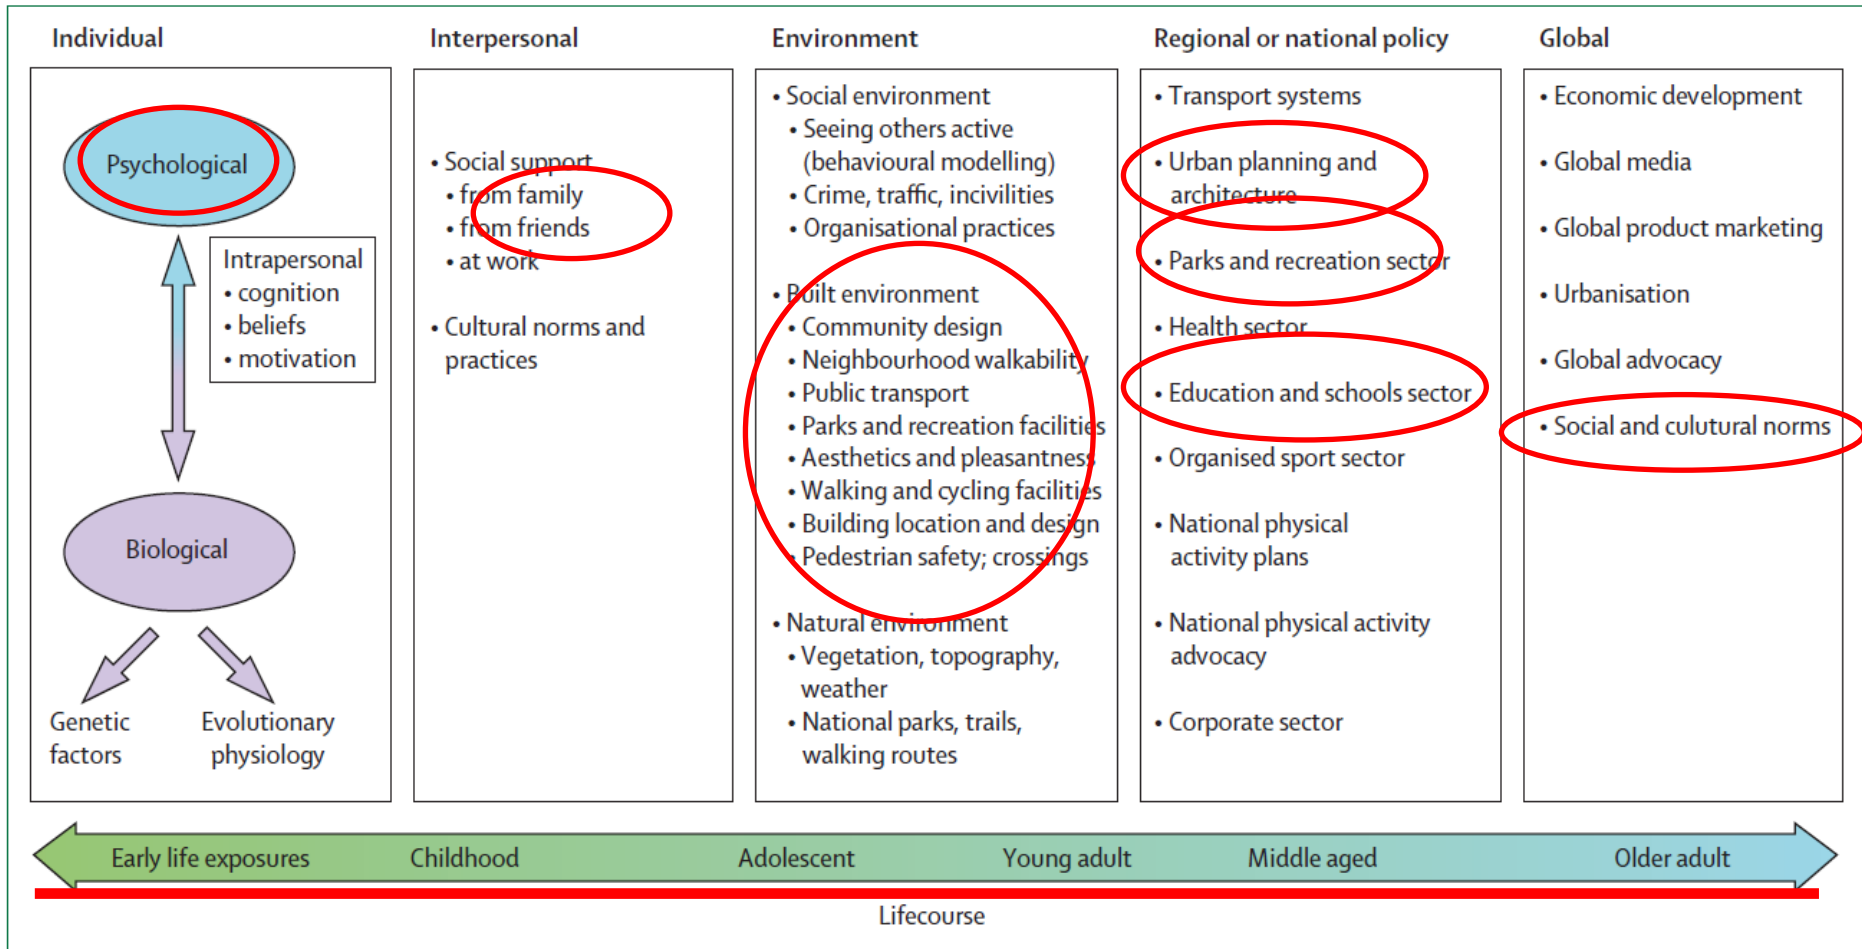 Individual
Psychological
Intrapersonal
• cognition
• beliefs
• motivation
Biological
Genetic
factors
Evolutionary
physiology
Interpersonal
• Social support
• from family
• from friends
• at work
• Cultural norms and
practices
Environment
• Social environment
• Seeing others active
(behavioural modelling)
• Crime, traffic, incivilities
• Organisational practices
• Built environment
• Community design
• Neighbourhood walkability
• Public transport
• Parks and recreation facilities
• Aesthetics and pleasantness
• Walking and cycling facilities
• Building location and design
• Pedestrian safety; crossings
• Natural environment
• Vegetation, topography,
weather
• National parks, trails,
walking routes
Regional or national policy
• Transport systems
• Urban planning and
architecture
• Parks and recreation sector
• Health sector
• Education and schools sector
• Organised sport sector
• National physical
activity plans
• National physical activity
advocacy
• Corporate sector
Global
• Economic development
• Global media
• Global product marketing
• Urbanisation
• Global advocacy
• Social and culutural norms
Early life exposures
Childhood
Adolescent
Young adult
Middle aged
Older adult
Lifecourse